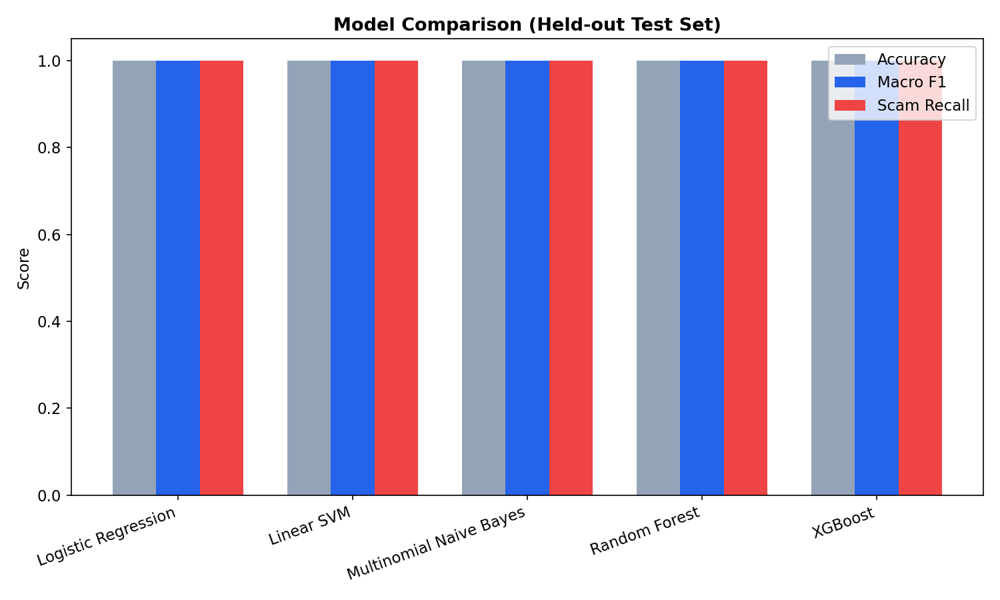 Model Comparison (Held-out Test Set)
Accuracy
Macro F1
Scam Recall
Score
1.0
0.8
0.6
0.4
0.2
0.0
Logistic Regression
Linear SVM
Multinomial Naive Bayes
Random Forest
XGBoost